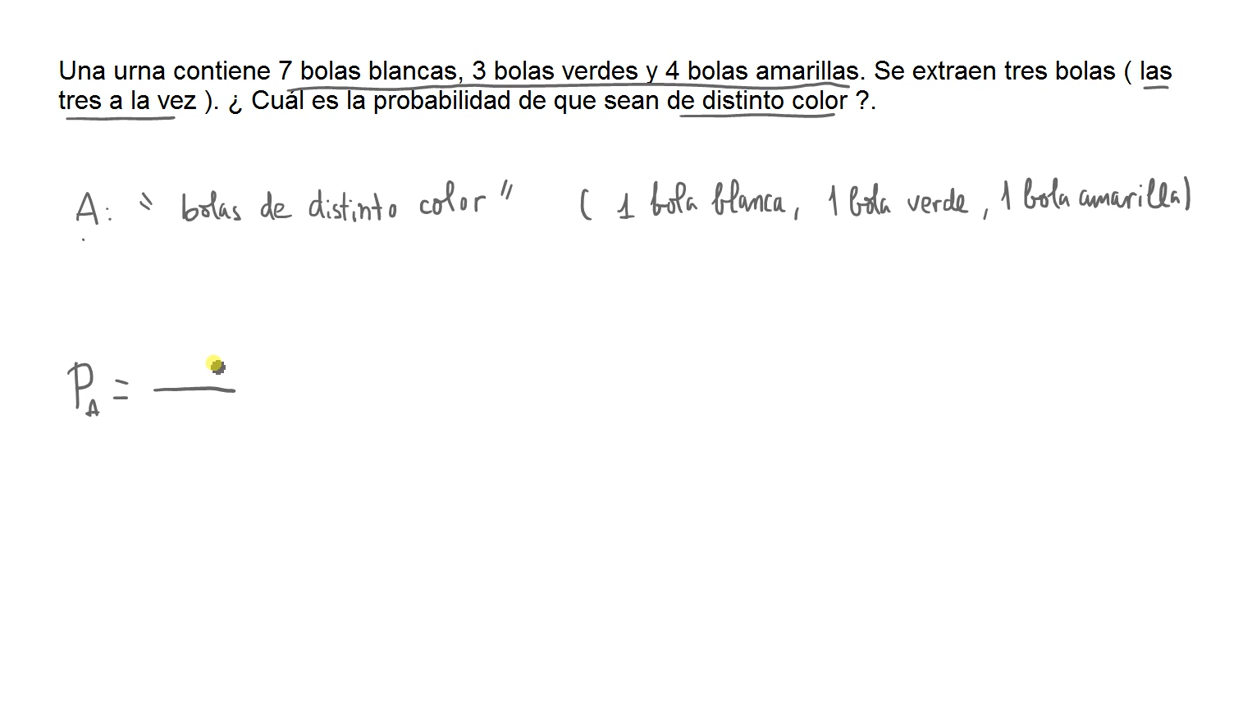 Una urna contiene 7 bolas blancas, 3 bolas verdes y 4 bolas amarillas. Se extraen tres bolas ( las
tres a la vez ). ¿ Cuál es la probabilidad de que sean de distinto color ?.
A: " bolas de distinto color " ( 1 bola blanca, 1 bola verde, 1 bola amarilla)
P_A = —